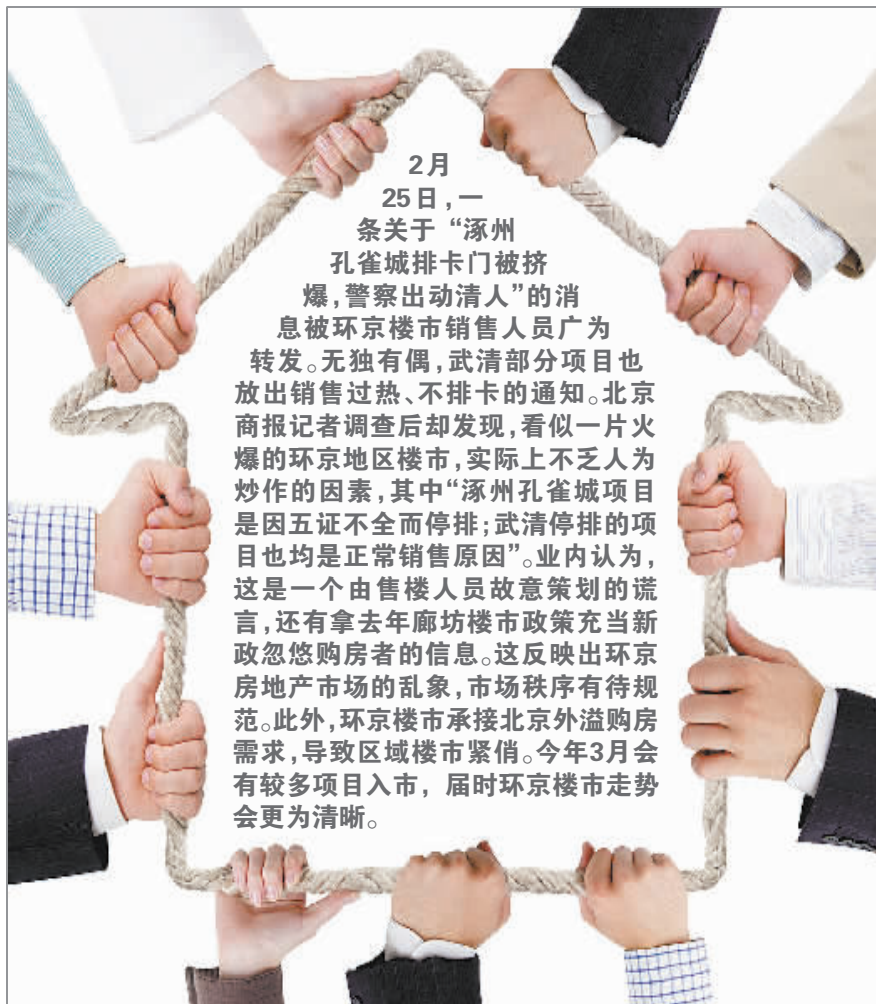 2月
25日,一
条关于“涿州
孔雀城排卡门被挤
爆,警察出动清人”的消
息被环京楼市销售人员广为
转发。无独有偶,武清部分项目也
放出销售过热、不排卡的通知。北京
商报记者调查后却发现,看似一片火
爆的环京地区楼市,实际上不乏人为
炒作的因素,其中“涿州孔雀城项目
是因五证不全而停排;武清停排的项
目也均是正常销售原因”。业内认为,
这是一个由售楼人员故意策划的谎
言,还有拿去年廊坊楼市政策充当新
政忽悠购房者的信息。这反映出环京
房地产市场的乱象,市场秩序有待规
范。此外,环京楼市承接北京外溢购房
需求,导致区域楼市紧俏。今年3月会
有较多项目入市,届时环京楼市走势
会更为清晰。